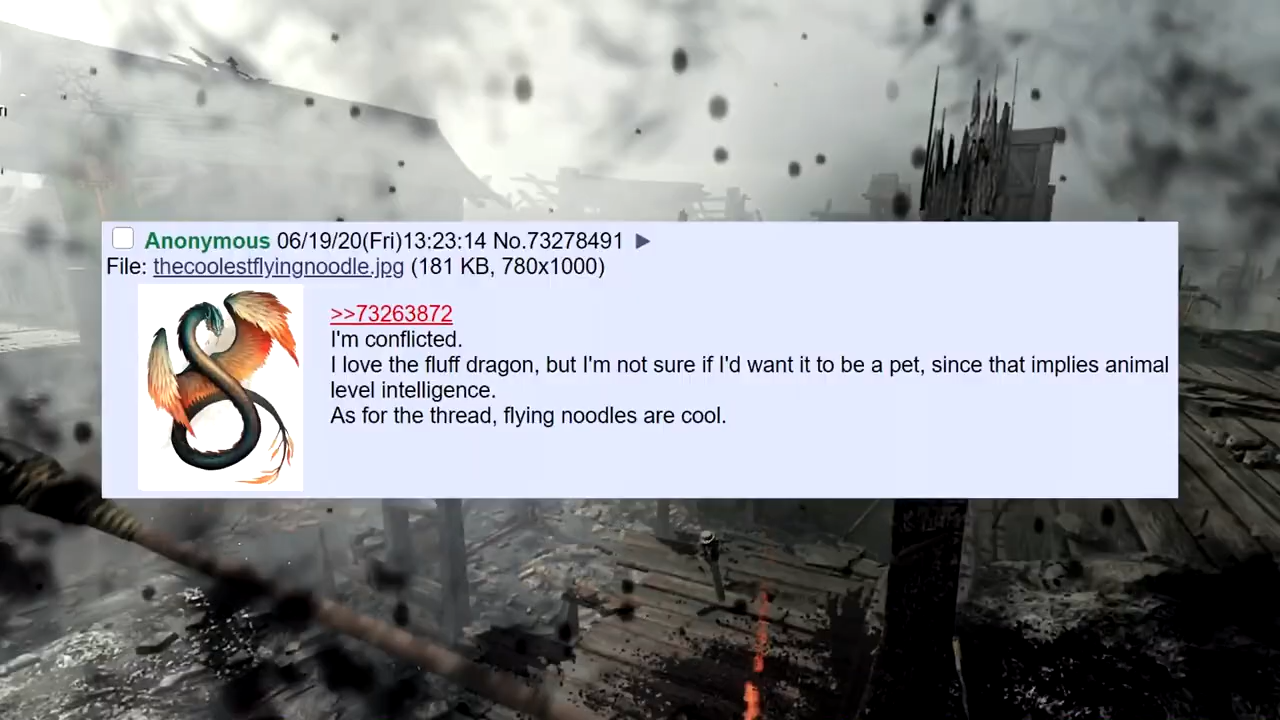 Anonymous 06/19/20(Fri)13:23:14 No.73278491 ▶
File: thecoolestflyingnoodle.jpg (181 KB, 780x1000)
>>73263872
I'm conflicted.
I love the fluff dragon, but I'm not sure if I'd want it to be a pet, since that implies animal
level intelligence.
As for the thread, flying noodles are cool.